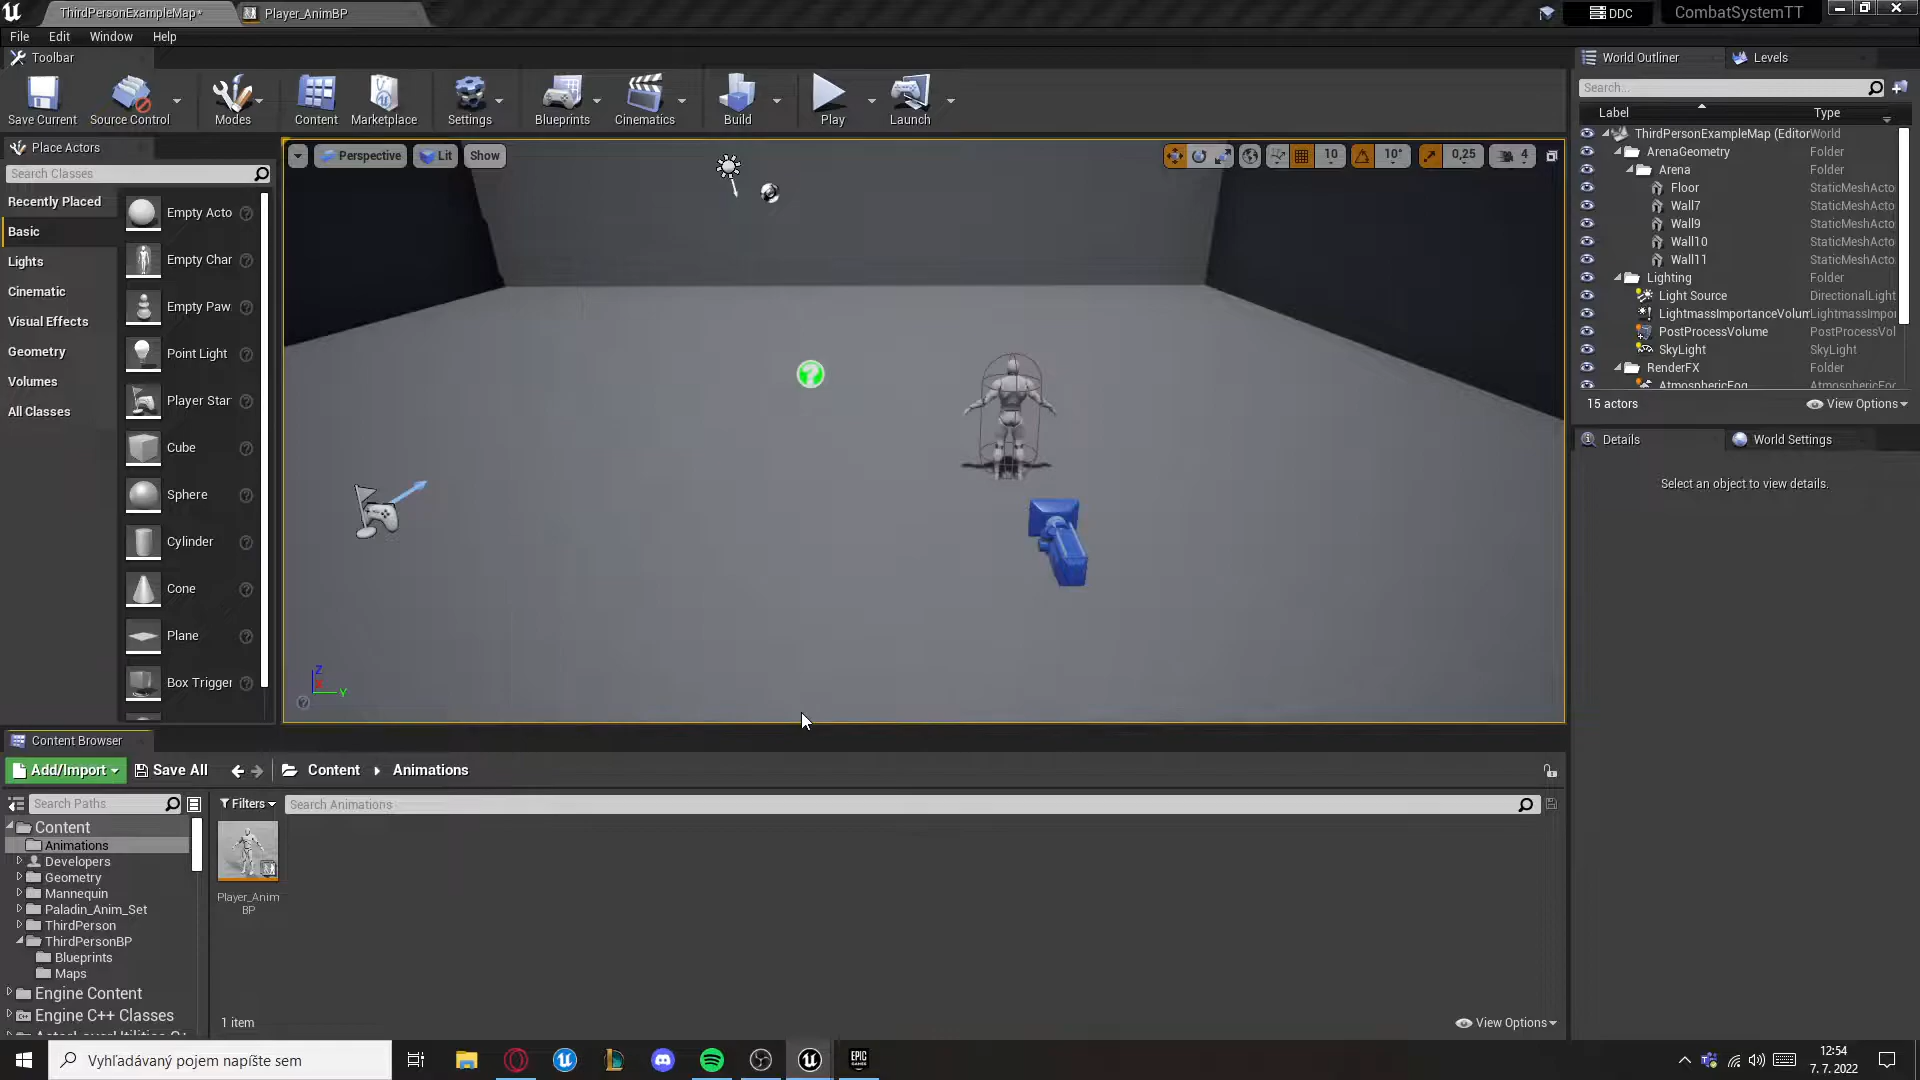 ThirdPersonExampleMap*
Player_AnimBP
DDC
CombatSystemTT
File Edit Window Help
Toolbar
Save Current
Source Control
Modes
Content
Marketplace
Settings
Blueprints
Cinematics
Build
Play
Launch
Place Actors
Search Classes
Recently Placed
Basic
Lights
Cinematic
Visual Effects
Geometry
Volumes
All Classes
Empty Acto
Empty Char
Empty Paw
Point Light
Player Star
Cube
Sphere
Cylinder
Cone
Plane
Box Trigger
Perspective
Lit
Show
10
10°
0,25
4
Z
Y
World Outliner
Levels
Search...
Label Type
ThirdPersonExampleMap (Editor World
ArenaGeometry Folder
Arena Folder
Floor StaticMeshActo
Wall7 StaticMeshActo
Wall9 StaticMeshActo
Wall10 StaticMeshActo
Wall11 StaticMeshActo
Lighting Folder
Light Source DirectionalLight
LightmassImportanceVolum LightmassImpor
PostProcessVolume PostProcessVol
SkyLight SkyLight
RenderFX Folder
AtmosphericFog AtmosphericFog
15 actors
View Options
Details
World Settings
Select an object to view details.
Content Browser
Add/Import
Save All
Content
Animations
Search Paths
Filters
Search Animations
Content
Animations
Developers
Geometry
Mannequin
Paladin_Anim_Set
ThirdPerson
ThirdPersonBP
Blueprints
Maps
Engine Content
Engine C++ Classes
Player_Anim
BP
1 item
View Options
Vyhľadávaný pojem napíšte sem
EPIC
GAMES
12:54
7. 7. 2022